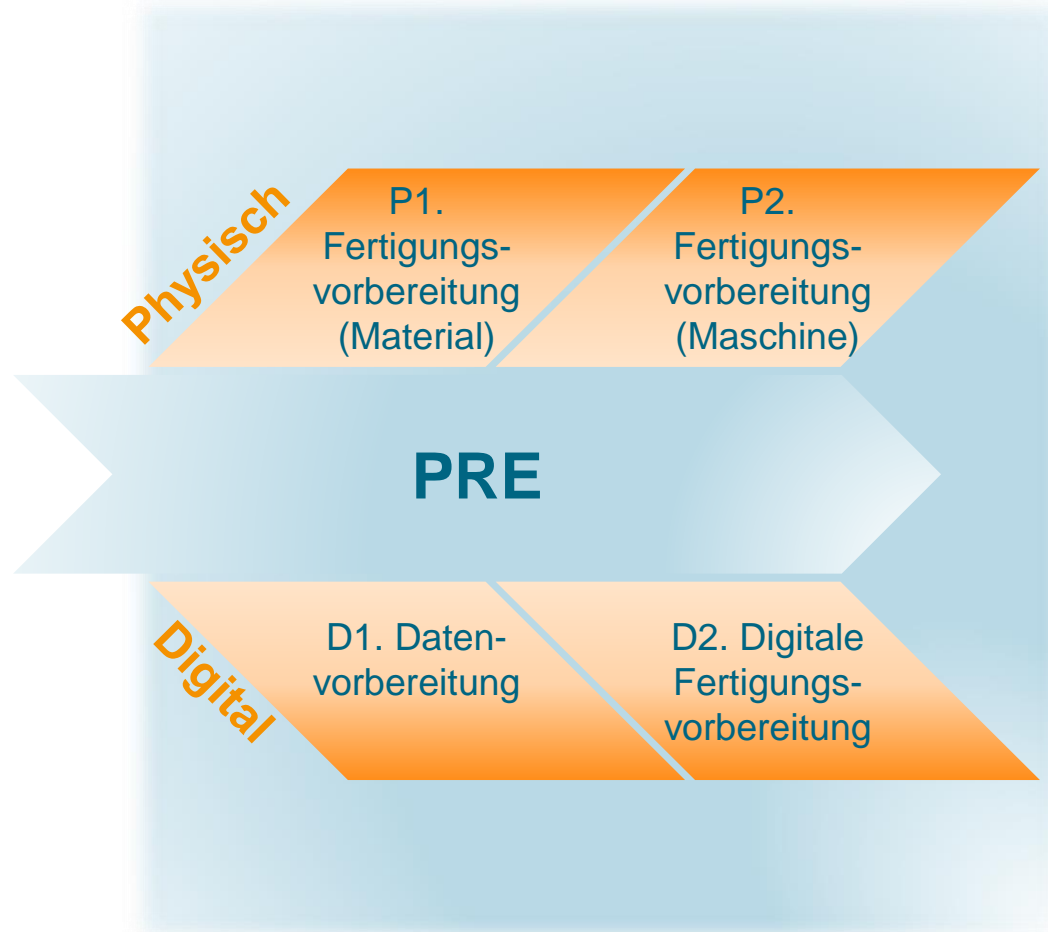 Physisch
P1.
Fertigungs-
vorbereitung
(Material)
P2.
Fertigungs-
vorbereitung
(Maschine)
PRE
Digital
D1. Daten-
vorbereitung
D2. Digitale
Fertigungs-
vorbereitung